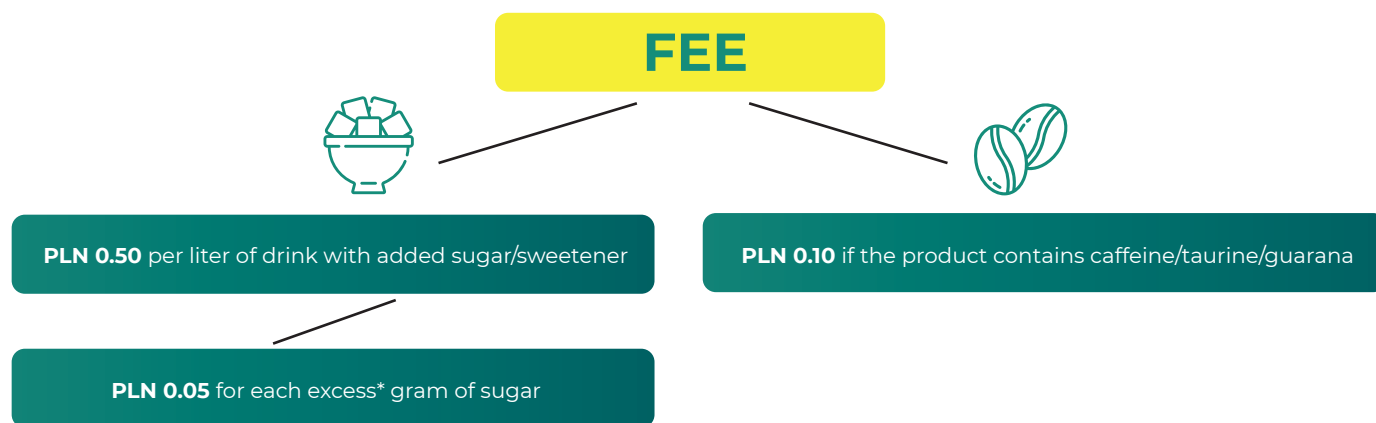 FEE
PLN 0.50 per liter of drink with added sugar/sweetener
PLN 0.10 if the product contains caffeine/taurine/guarana
PLN 0.05 for each excess* gram of sugar